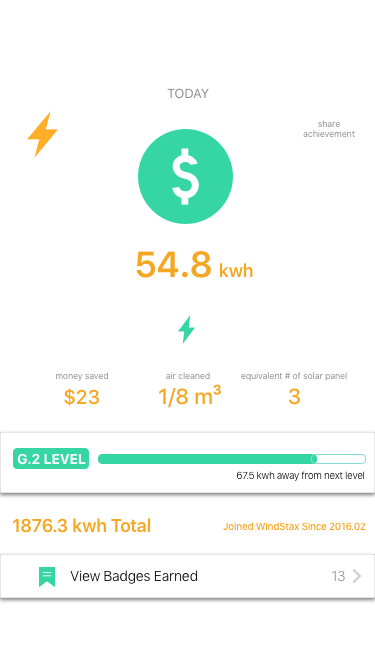 TODAY
share
achievement
$
54.8 kwh
money saved
air cleaned
equivalent # of solar panel
$23
1/8 m³
3
G.2 LEVEL
67.5 kwh away from next level
1876.3 kwh Total
Joined WindStax Since 2016.02
View Badges Earned
13